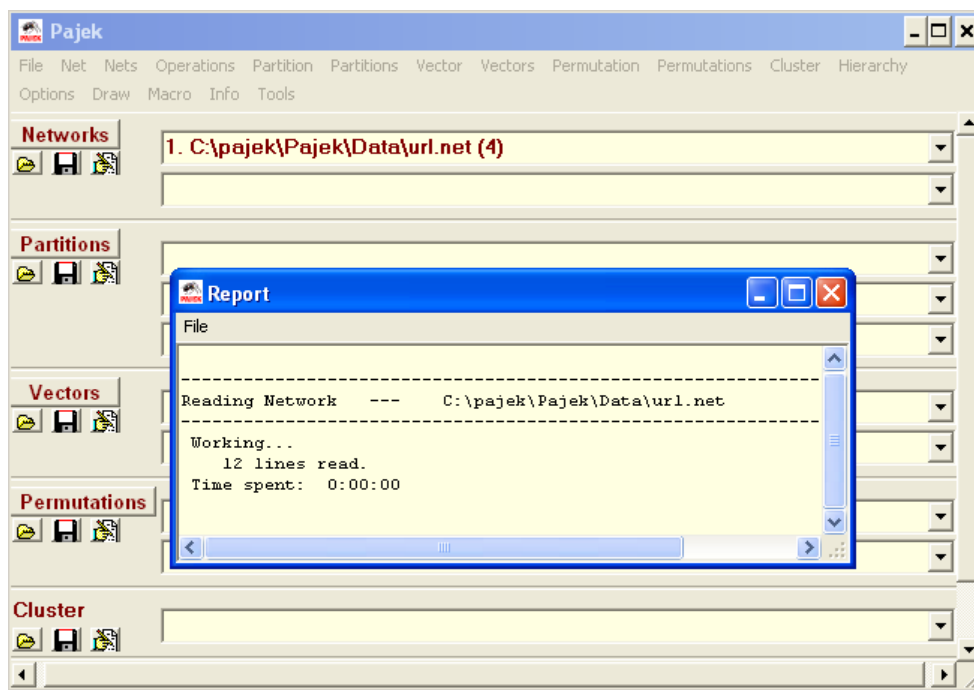 Pajek
File Net Nets Operations Partition Partitions Vector Vectors Permutation Permutations Cluster Hierarchy
Options Draw Macro Info Tools
Networks
1. C:\pajek\Pajek\Data\url.net (4)
Partitions
Report
File
--------------------------------------------------------------------
Reading Network --- C:\pajek\Pajek\Data\url.net
--------------------------------------------------------------------
Working...
12 lines read.
Time spent: 0:00:00
Vectors
Permutations
Cluster